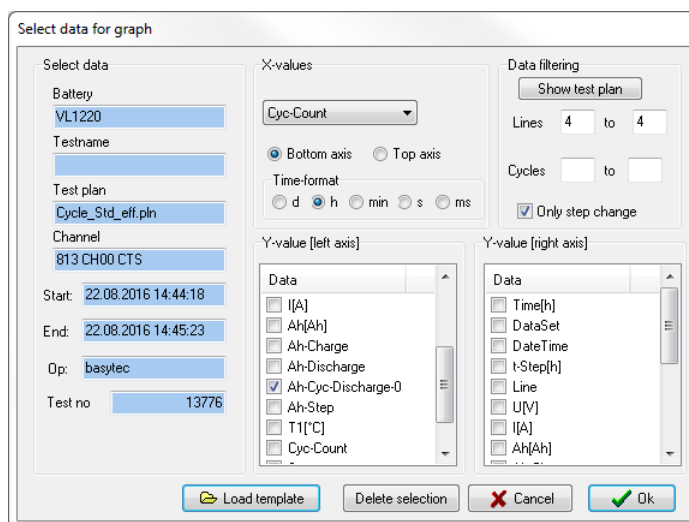 Select data for graph
Select data
Battery
VL1220
Testname
Test plan
Cycle_Std_eff.pln
Channel
813 CH00 CTS
Start: 22.08.2016 14:44:18
End: 22.08.2016 14:45:23
Op: basytec
Test no 13776
X-values
Cyc-Count
Bottom axis Top axis
Time-format
d h min s ms
Data filtering
Show test plan
Lines 4 to 4
Cycles to
Only step change
Y-value [left axis]
Data
I[A]
Ah[Ah]
Ah-Charge
Ah-Discharge
Ah-Cyc-Discharge-0
Ah-Step
T1[°C]
Cyc-Count
Y-value [right axis]
Data
Time[h]
DataSet
DateTime
t-Step[h]
Line
U[V]
I[A]
Ah[Ah]
Load template Delete selection Cancel Ok